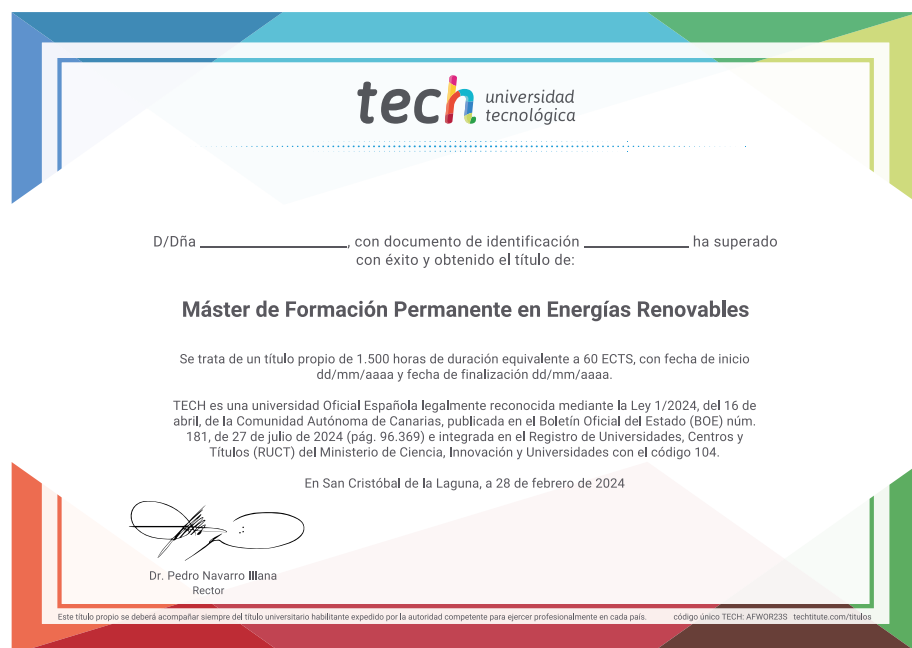 tech universidad
tecnológica
D/Dña ________________, con documento de identificación ____________ ha superado
con éxito y obtenido el título de:
Máster de Formación Permanente en Energías Renovables
Se trata de un título propio de 1.500 horas de duración equivalente a 60 ECTS, con fecha de inicio
dd/mm/aaaa y fecha de finalización dd/mm/aaaa.
TECH es una universidad Oficial Española legalmente reconocida mediante la Ley 1/2024, del 16 de
abril, de la Comunidad Autónoma de Canarias, publicada en el Boletín Oficial del Estado (BOE) núm.
181, de 27 de julio de 2024 (pág. 96.369) e integrada en el Registro de Universidades, Centros y
Títulos (RUCT) del Ministerio de Ciencia, Innovación y Universidades con el código 104.
En San Cristóbal de la Laguna, a 28 de febrero de 2024
Dr. Pedro Navarro Illana
Rector
Este título propio se deberá acompañar siempre del título universitario habilitante expedido por la autoridad competente para ejercer profesionalmente en cada país. código único TECH: AFWOR23S techtitute.com/titulos